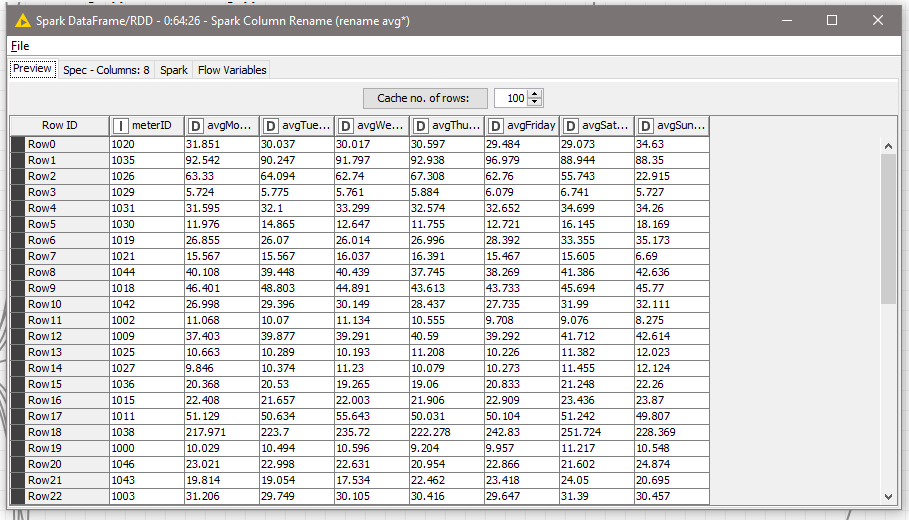 Spark DataFrame/RDD - 0:64:26 - Spark Column Rename (rename avg*)
File
Preview Spec - Columns: 8 Spark Flow Variables
Cache no. of rows: 100
Row ID I meterID D avgMo... D avgTue... D avgWe... D avgThu... D avgFriday D avgSat... D avgSun...
Row0 1020 31.851 30.037 30.017 30.597 29.484 29.073 34.63
Row1 1035 92.542 90.247 91.797 92.938 96.979 88.944 88.35
Row2 1026 63.33 64.094 62.74 67.308 62.76 55.743 22.915
Row3 1029 5.724 5.775 5.761 5.884 6.079 6.741 5.727
Row4 1031 31.595 32.1 33.299 32.574 32.652 34.699 34.26
Row5 1030 11.976 14.865 12.647 11.755 12.721 16.145 18.169
Row6 1019 26.855 26.07 26.014 26.996 28.392 33.355 35.173
Row7 1021 15.567 15.567 16.037 16.391 15.467 15.605 6.69
Row8 1044 40.108 39.448 40.439 37.745 38.269 41.386 42.636
Row9 1018 46.401 48.803 44.891 43.613 43.733 45.694 45.77
Row10 1042 26.998 29.396 30.149 28.437 27.735 31.99 32.111
Row11 1002 11.068 10.07 11.134 10.555 9.708 9.076 8.275
Row12 1009 37.403 39.877 39.291 40.59 39.292 41.712 42.614
Row13 1025 10.663 10.289 10.193 11.208 10.226 11.382 12.023
Row14 1027 9.846 10.374 11.23 10.079 10.273 11.455 12.124
Row15 1036 20.368 20.53 19.265 19.06 20.833 21.248 22.26
Row16 1015 22.408 21.657 22.003 21.906 22.909 23.436 23.87
Row17 1011 51.129 50.634 55.643 50.031 50.104 51.242 49.807
Row18 1038 217.971 223.7 235.72 222.278 242.83 251.724 228.369
Row19 1000 10.029 10.494 10.596 9.204 9.957 11.217 10.548
Row20 1046 23.021 22.998 22.631 20.954 22.866 21.602 24.874
Row21 1043 19.814 19.054 17.534 22.462 23.418 24.05 20.695
Row22 1003 31.206 29.749 30.105 30.416 29.647 31.39 30.457